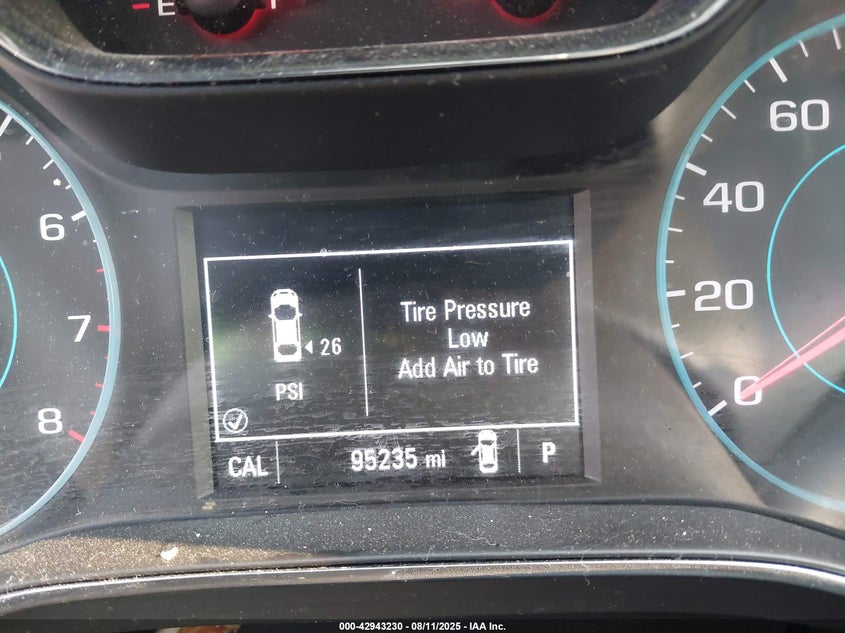 E
60
6
40
7
20
8
0
◄ 26
PSI
Tire Pressure
Low
Add Air to Tire
CAL
95235 mi
P
000-42943230 - 08/11/2025 - IAA Inc.